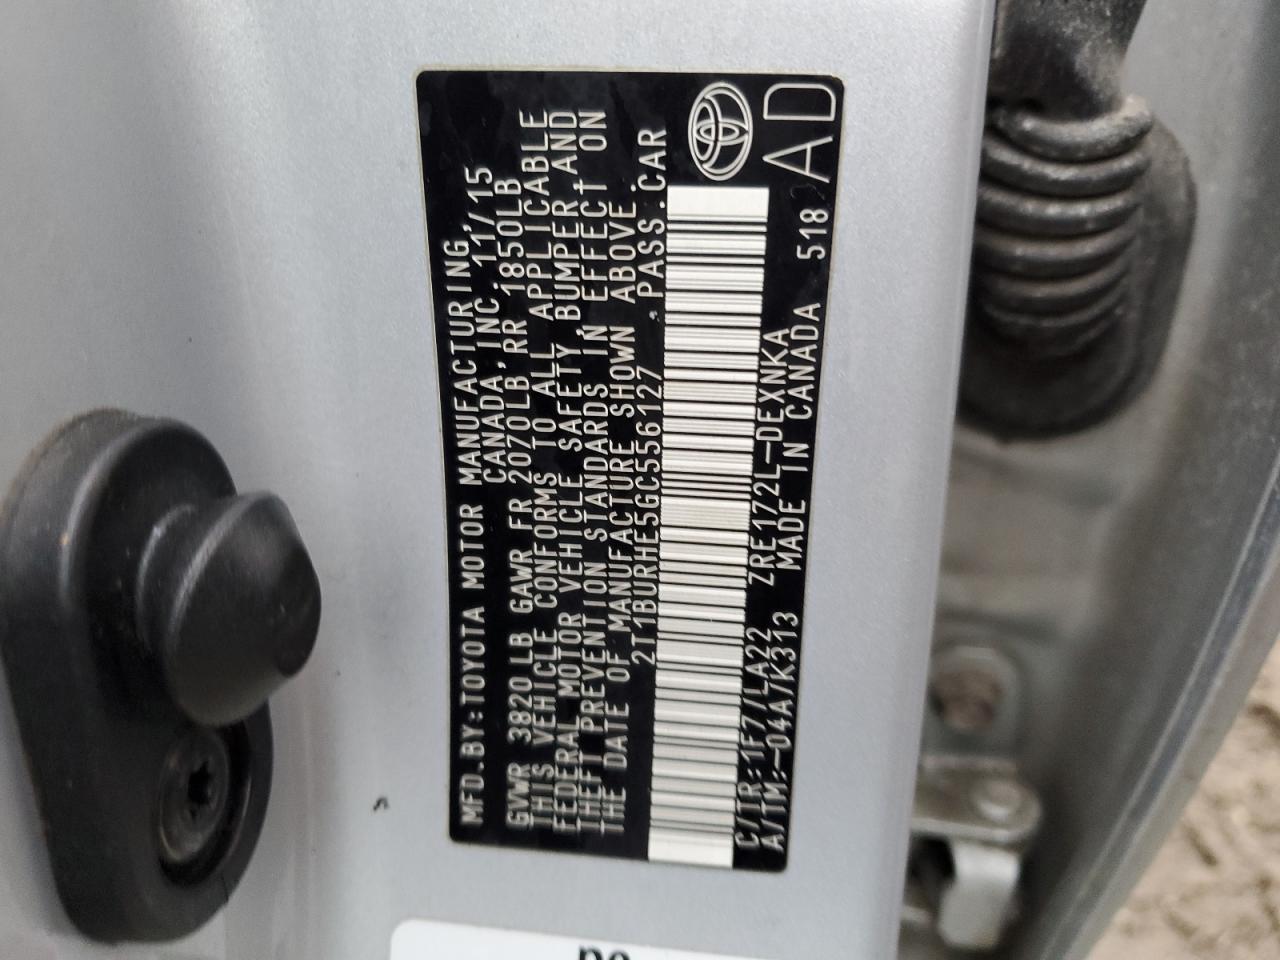 MFD.BY:TOYOTA MOTOR MANUFACTURING,
CANADA,INC. 11/15
GVWR 3820LB GAWR FR 2070LB RR 1850LB
THIS VEHICLE CONFORMS TO ALL APPLICABLE
FEDERAL MOTOR VEHICLE SAFETY,BUMPER,AND
THEFT PREVENTION STANDARDS IN EFFECT ON
THE DATE OF MANUFACTURE SHOWN ABOVE.
2T1BURHE5GC556127 PASS.CAR
C/TR:1F7/LA22 ZRE172L-DEXNKA
A/TM:-04A/K313 MADE IN CANADA 518
AD